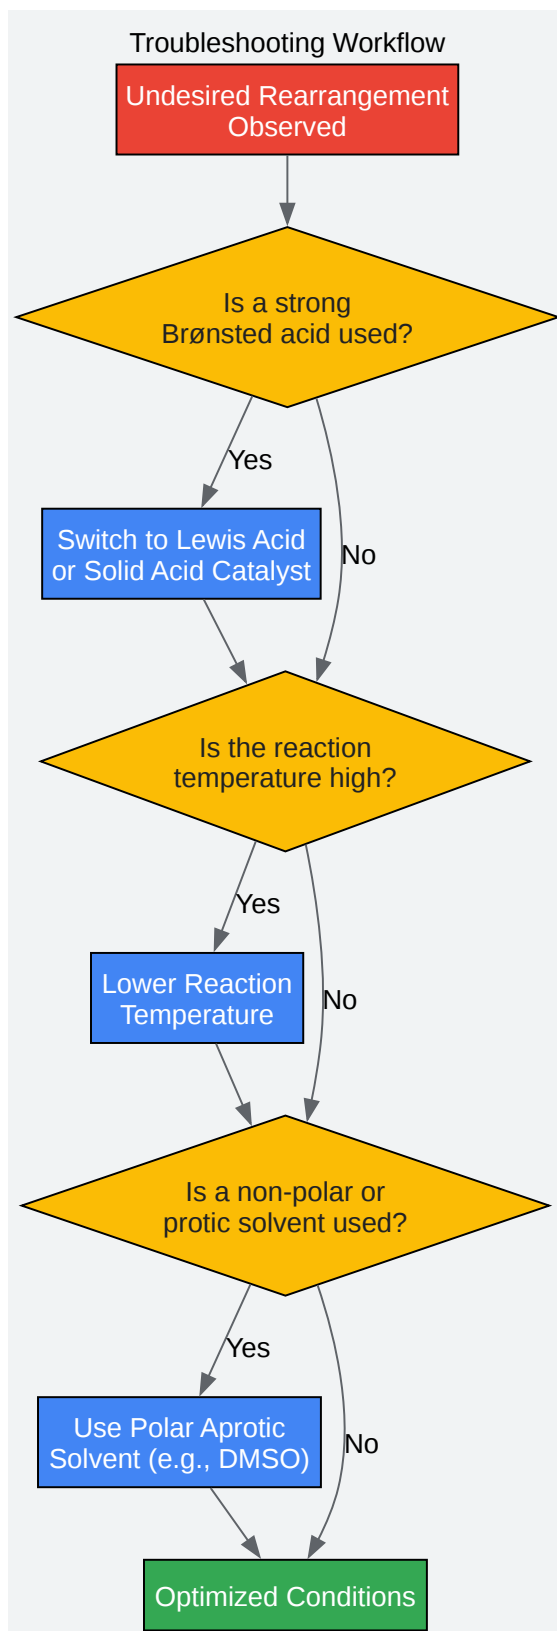 Troubleshooting Workflow
Undesired Rearrangement
Observed
Is a strong
Brønsted acid used?
Yes
Switch to Lewis Acid
or Solid Acid Catalyst
No
Is the reaction
temperature high?
Yes
Lower Reaction
Temperature
No
Is a non-polar or
protic solvent used?
Yes
Use Polar Aprotic
Solvent (e.g., DMSO)
No
Optimized Conditions